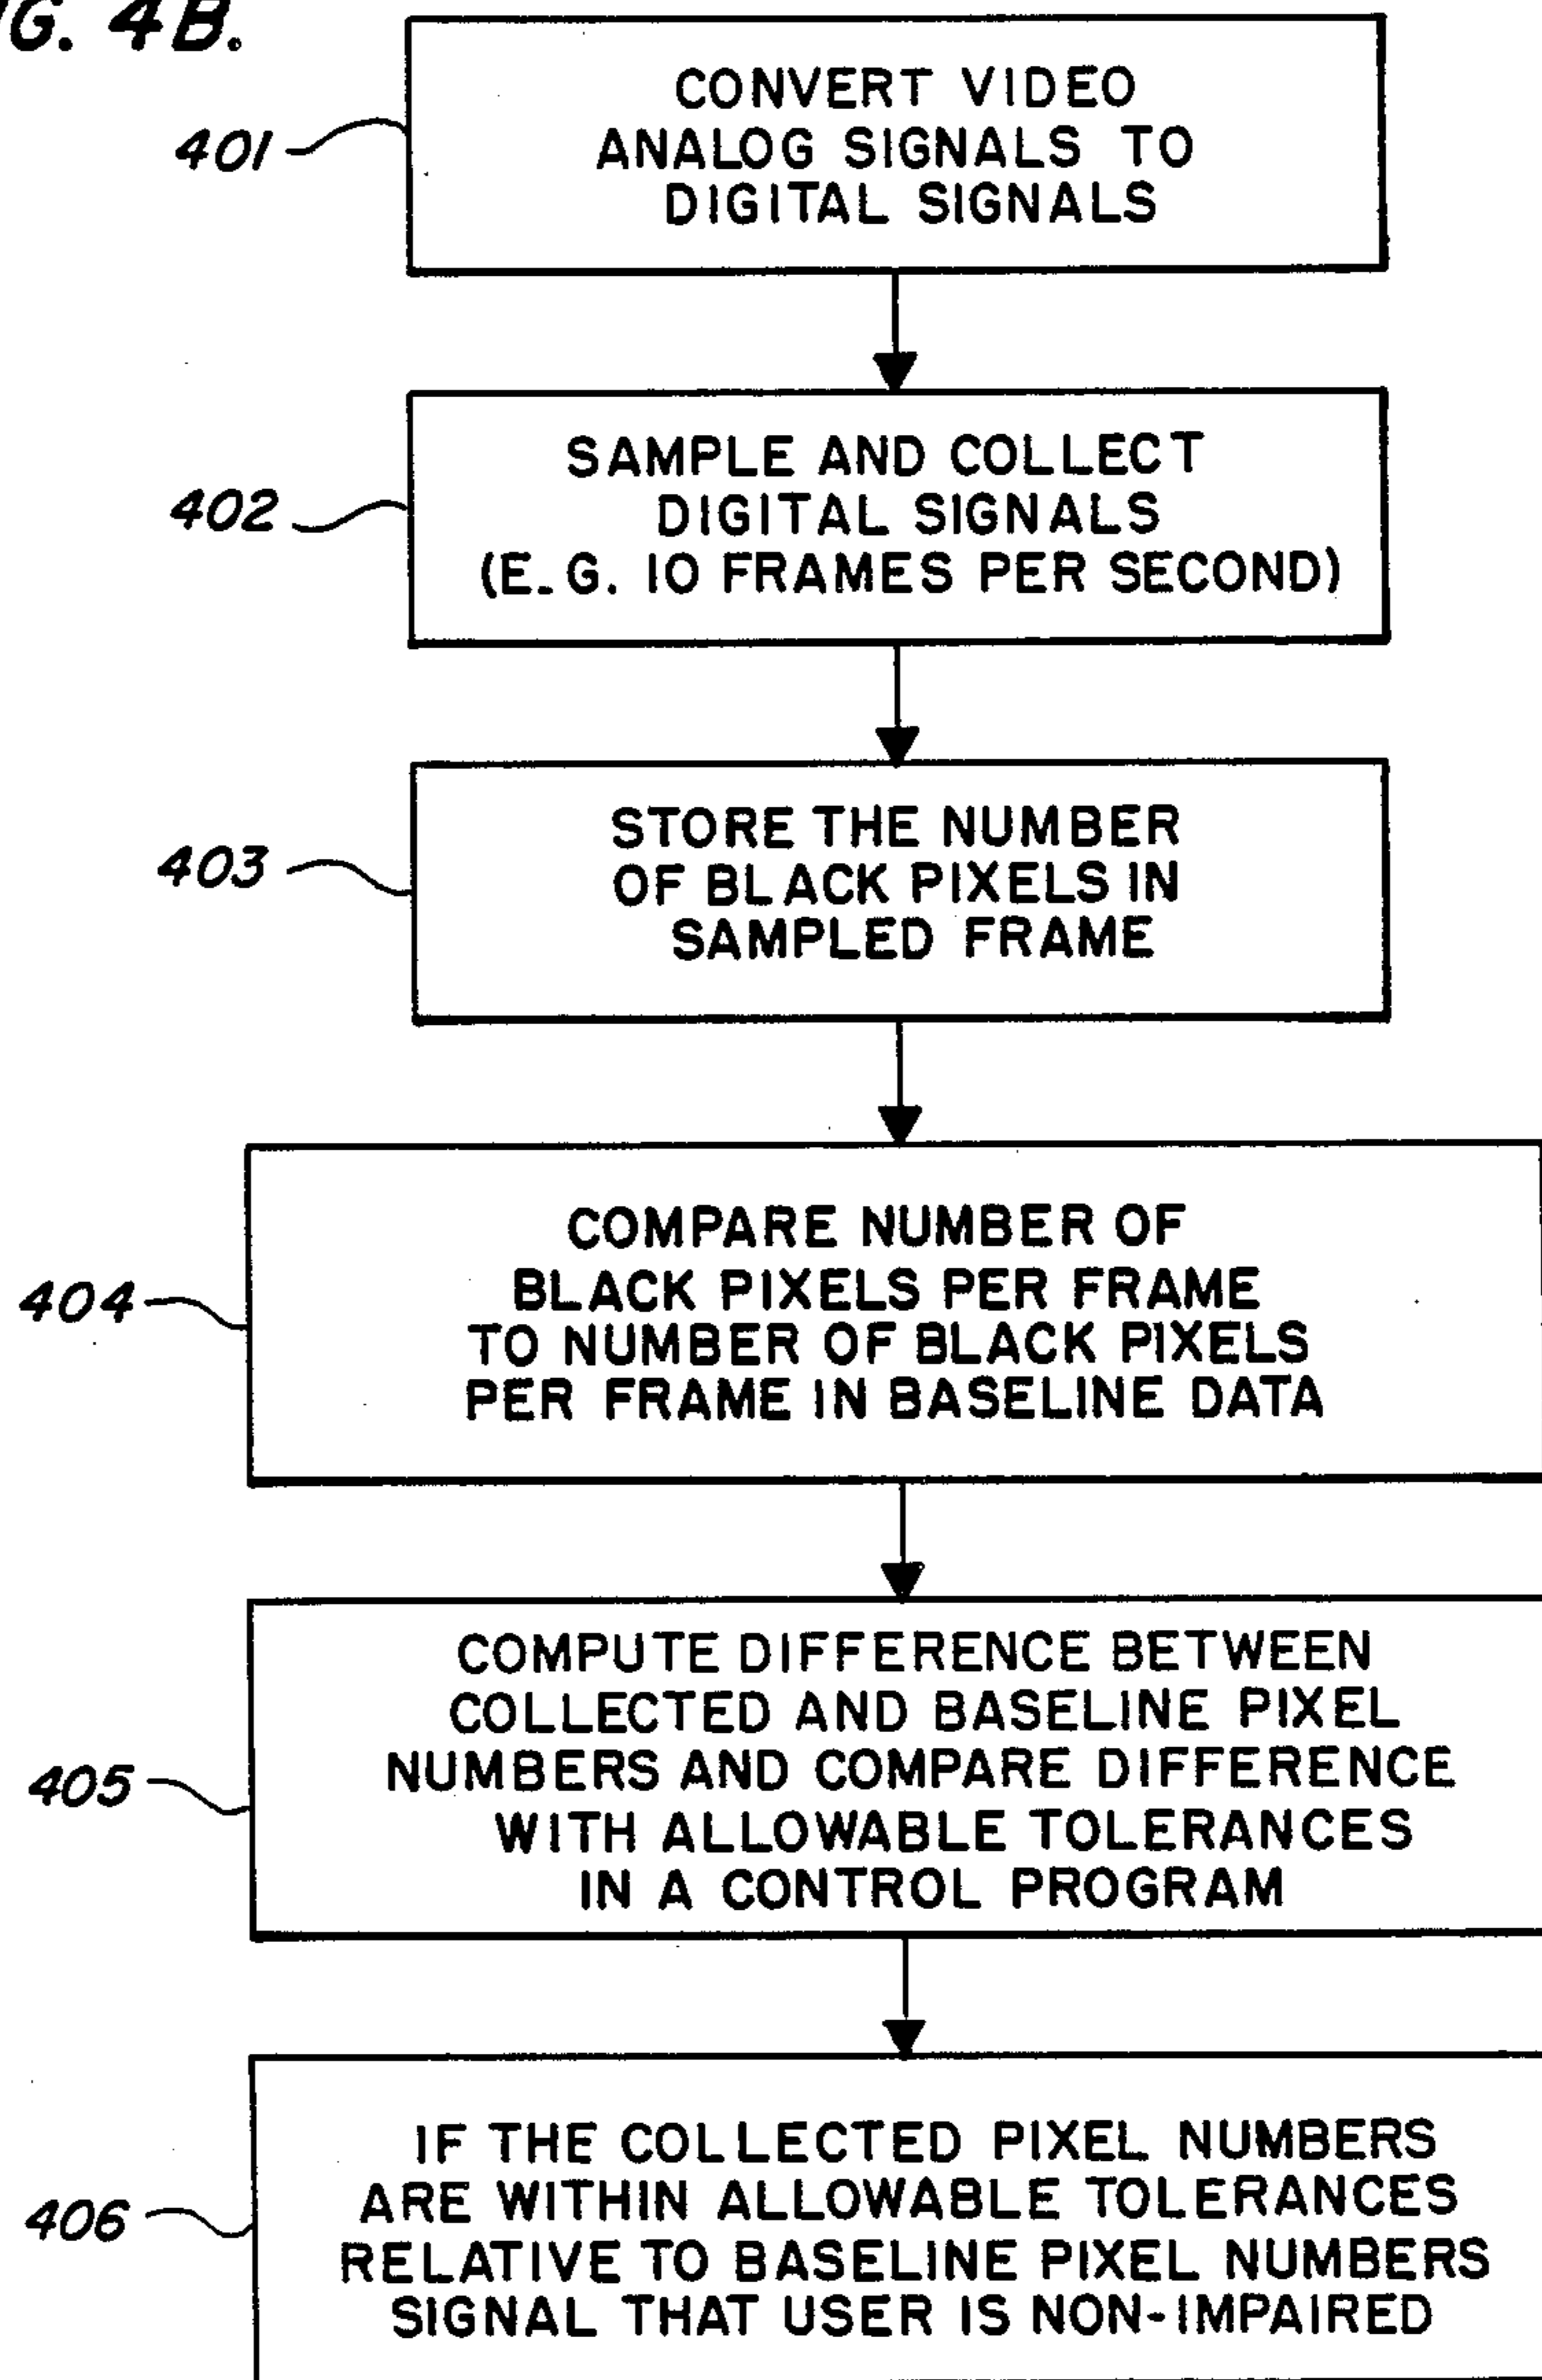 G. 4B.
CONVERT VIDEO
ANALOG SIGNALS TO
DIGITAL SIGNALS
401
SAMPLE AND COLLECT
DIGITAL SIGNALS
(E.G. 10 FRAMES PER SECOND)
402
STORE THE NUMBER
OF BLACK PIXELS IN
SAMPLED FRAME
403
COMPARE NUMBER OF
BLACK PIXELS PER FRAME
TO NUMBER OF BLACK PIXELS
PER FRAME IN BASELINE DATA
404
COMPUTE DIFFERENCE BETWEEN
COLLECTED AND BASELINE PIXEL
NUMBERS AND COMPARE DIFFERENCE
WITH ALLOWABLE TOLERANCES
IN A CONTROL PROGRAM
405
IF THE COLLECTED PIXEL NUMBERS
ARE WITHIN ALLOWABLE TOLERANCES
RELATIVE TO BASELINE PIXEL NUMBERS
SIGNAL THAT USER IS NON-IMPAIRED
406